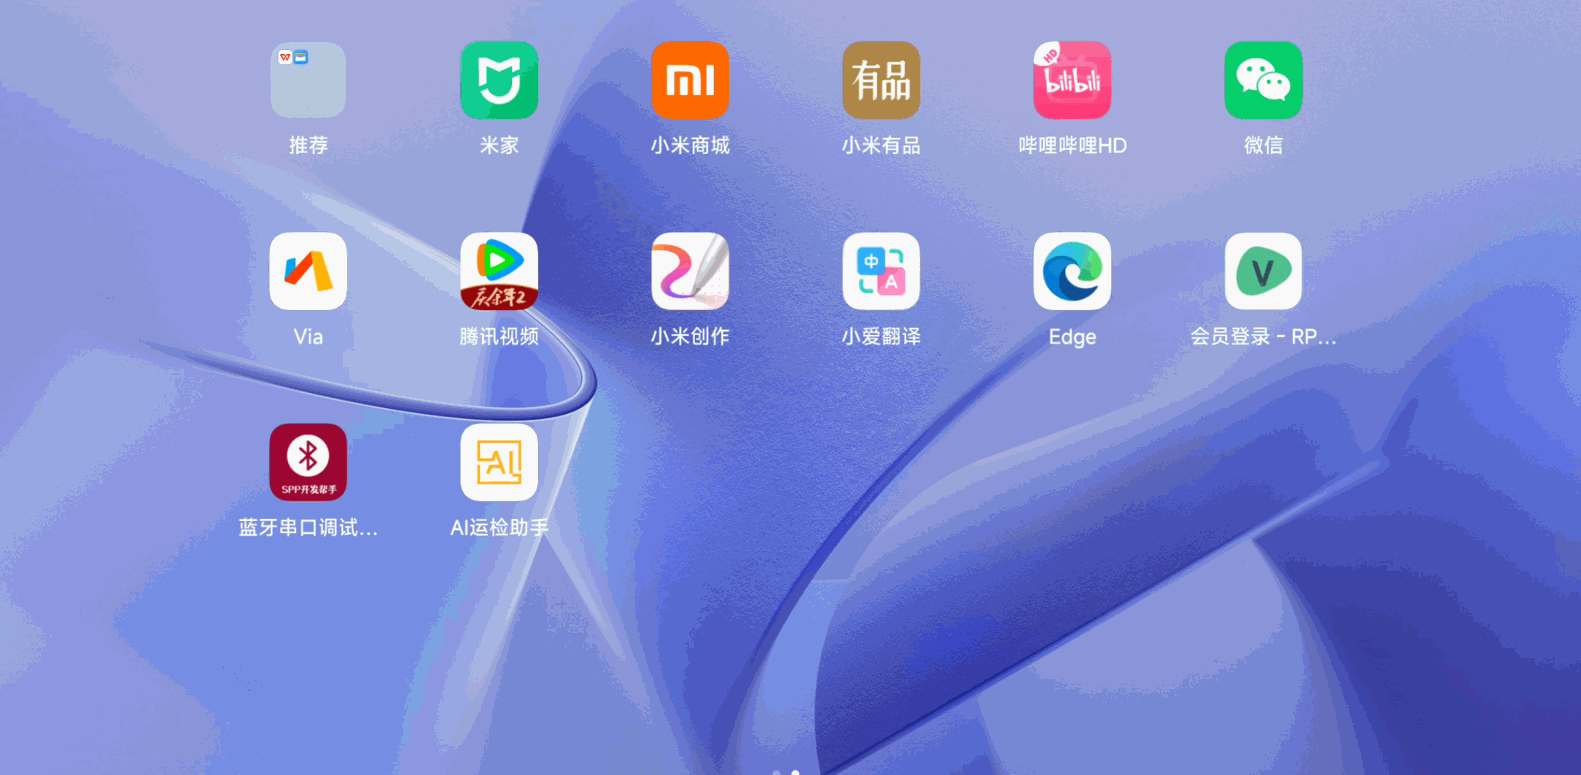 mi
有品
HD
bilibili
推荐
米家
小米商城
小米有品
哔哩哔哩HD
微信
庆余年2
中
A
V
Via
腾讯视频
小米创作
小爱翻译
Edge
会员登录 - RP...
SPP开发帮手
AI
蓝牙串口调试...
AI运检助手